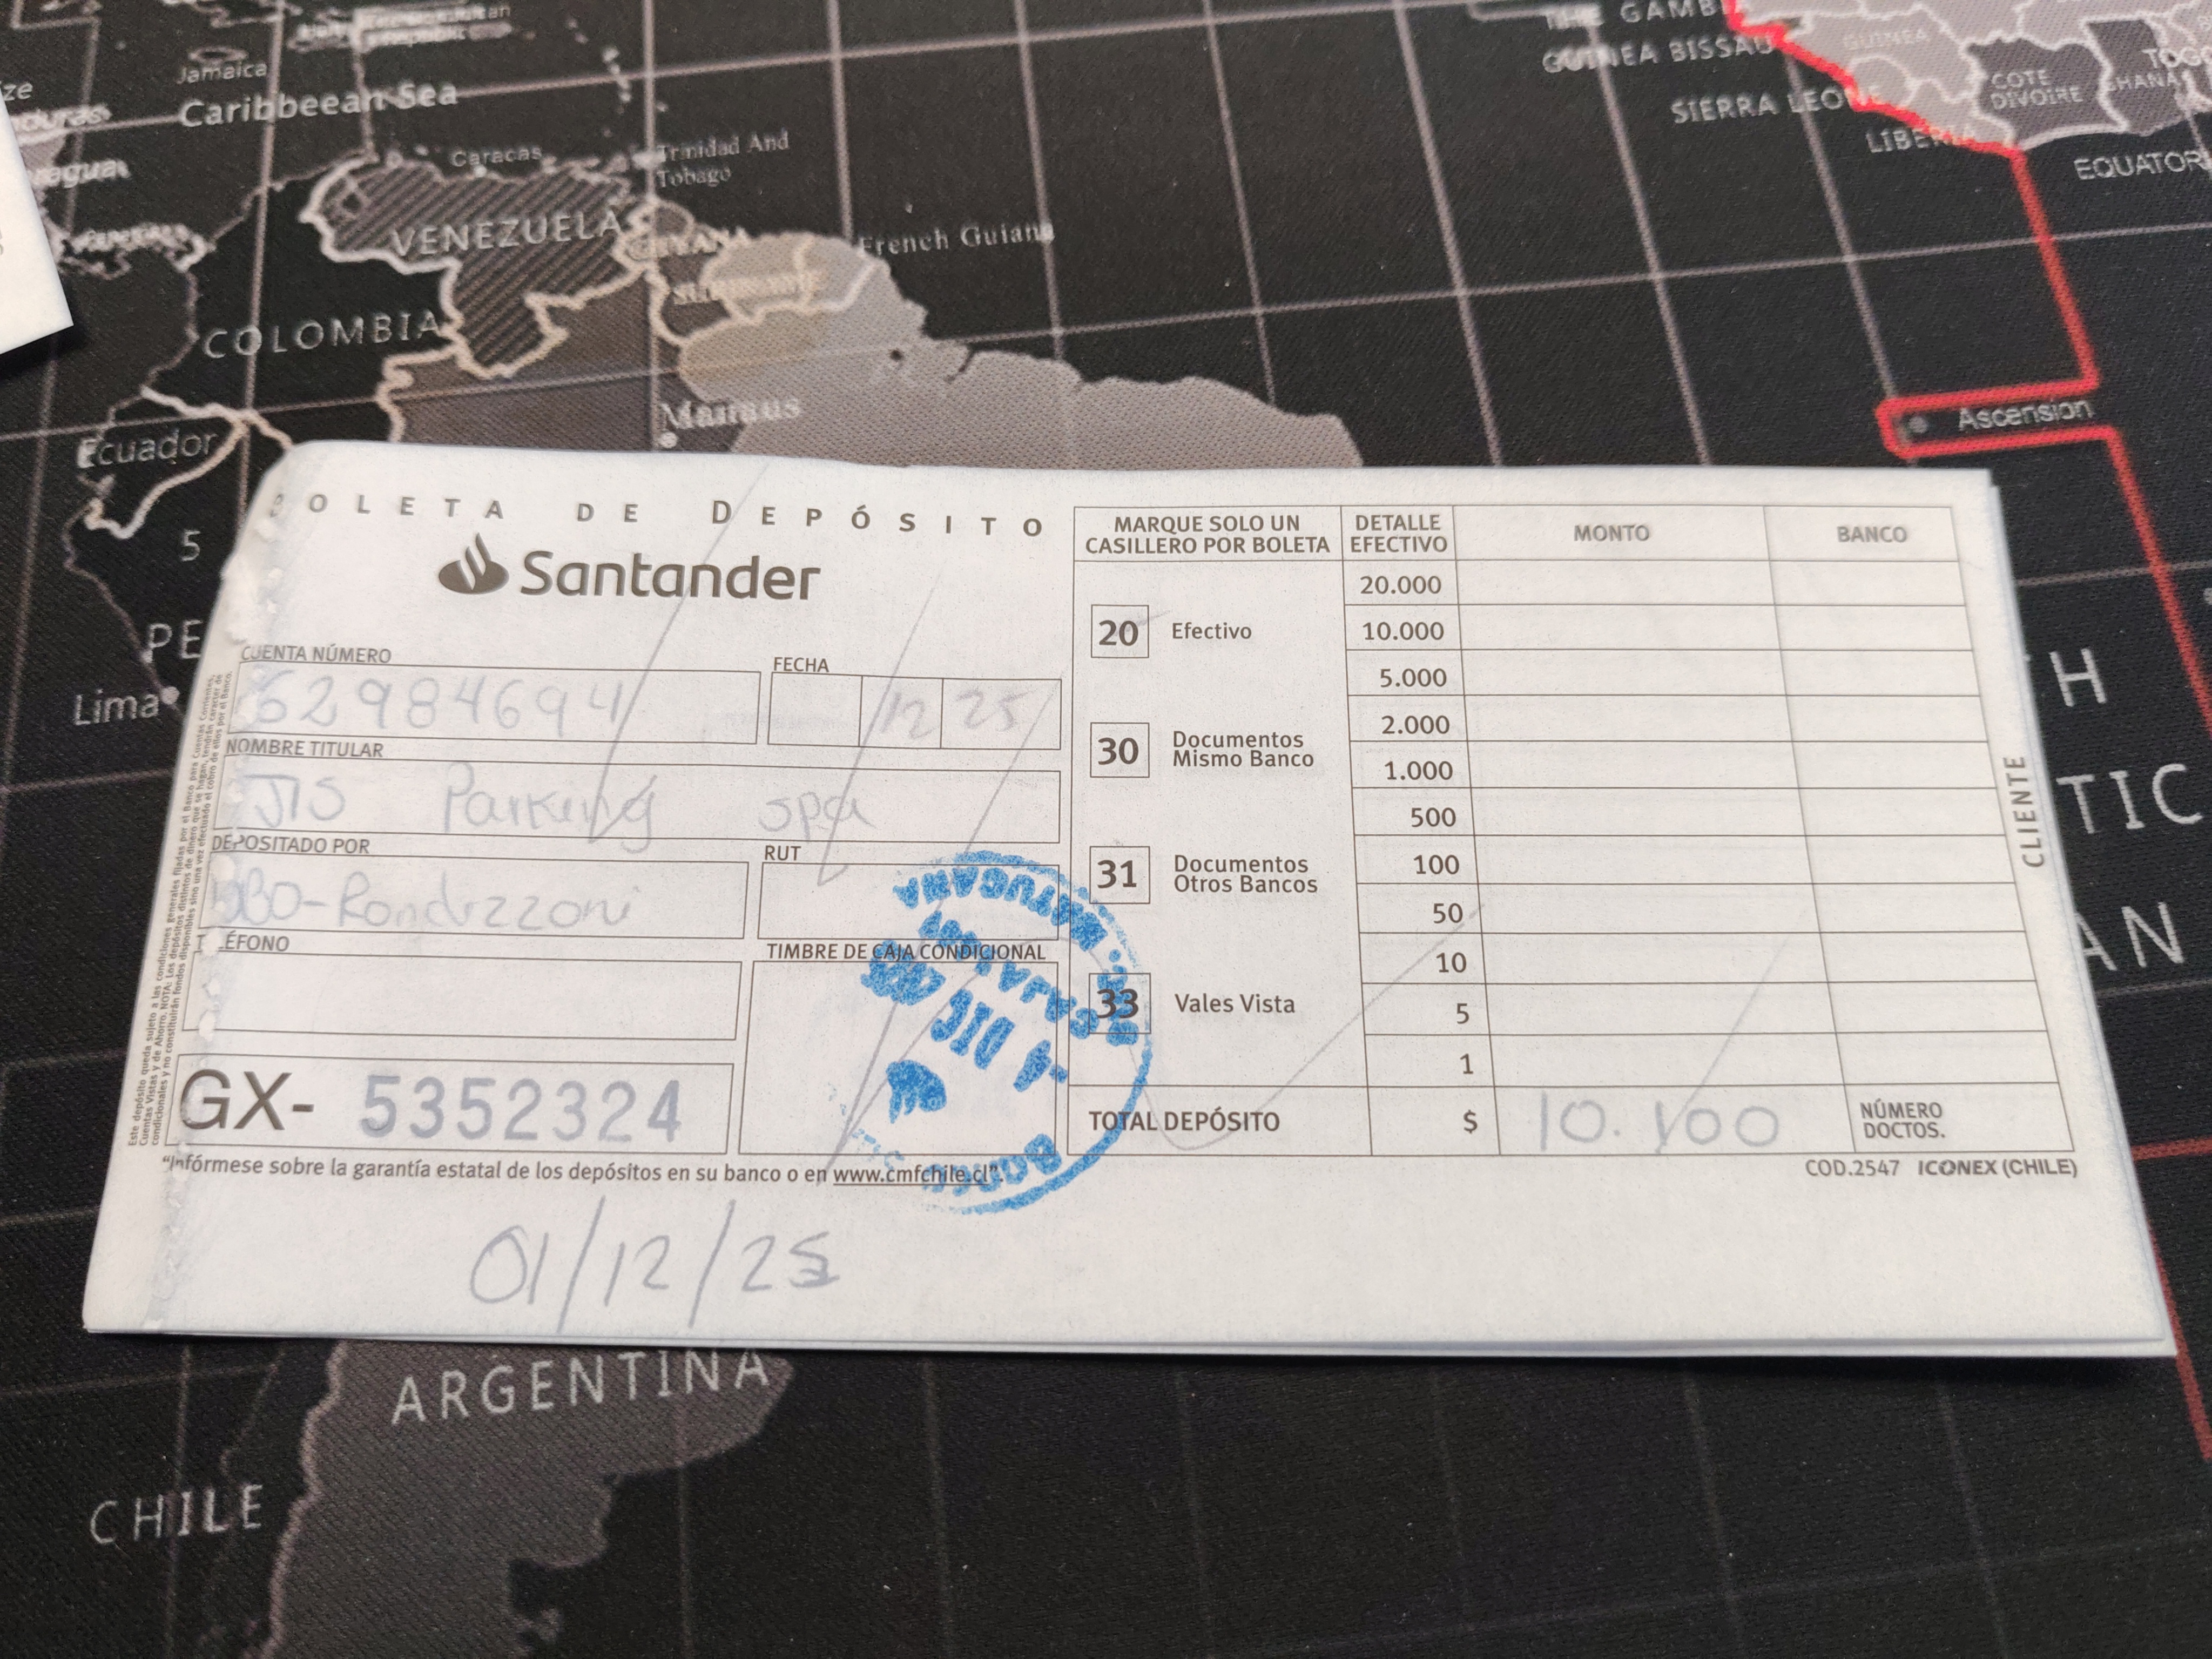 Jamaica
Caribbeean Sea
Caracas
Trinidad And
Tobago
VENEZUELA
French Guiana
COLOMBIA
Manaus
Ecuador
5
Lima
GUINEA BISSAU
GUINEA
COTE
DIVOIRE
Ascension
BOLETA DE DEPÓSITO
Santander
CUENTA NÚMERO
62984694
FECHA
12 25
NOMBRE TITULAR
JIS Parking spa
DEPOSITADO POR
RUT
TIMBRE DE CAJA CONDICIONAL
GX- 5352324
"Infórmese sobre la garantía estatal de los depósitos en su banco o en www.cmfchile.cl".
01/12/25
MARQUE SOLO UN
CASILLERO POR BOLETA
20 Efectivo
30 Documentos
Mismo Banco
31 Documentos
Otros Bancos
33 Vales Vista
DETALLE
EFECTIVO
MONTO
BANCO
20.000
10.000
5.000
2.000
1.000
500
100
50
10
5
1
TOTAL DEPÓSITO $ 10.100
NÚMERO
DOCTOS.
COD.2547 ICONEX (CHILE)
CLIENTE
4 DIC
ARGENTINA
CHILE